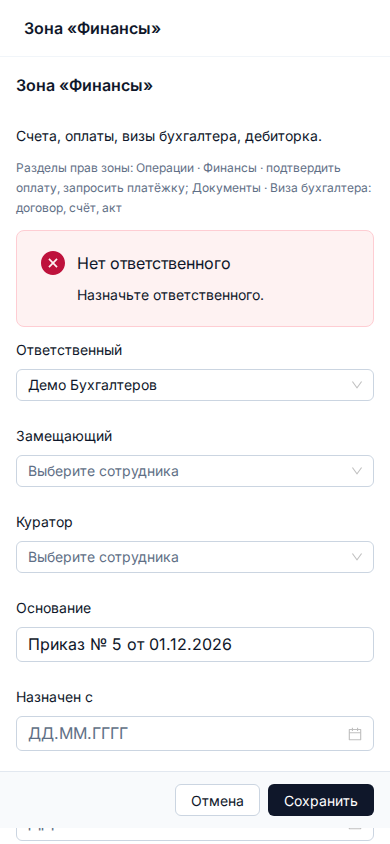 Зона «Финансы»
Зона «Финансы»
Счета, оплаты, визы бухгалтера, дебиторка.
Разделы прав зоны: Операции · Финансы · подтвердить
оплату, запросить платёжку; Документы · Виза бухгалтера:
договор, счёт, акт
Нет ответственного
Назначьте ответственного.
Ответственный
Демо Бухгалтеров
Замещающий
Выберите сотрудника
Куратор
Выберите сотрудника
Основание
Приказ № 5 от 01.12.2026
Назначен с
ДД.ММ.ГГГГ
Отмена
Сохранить